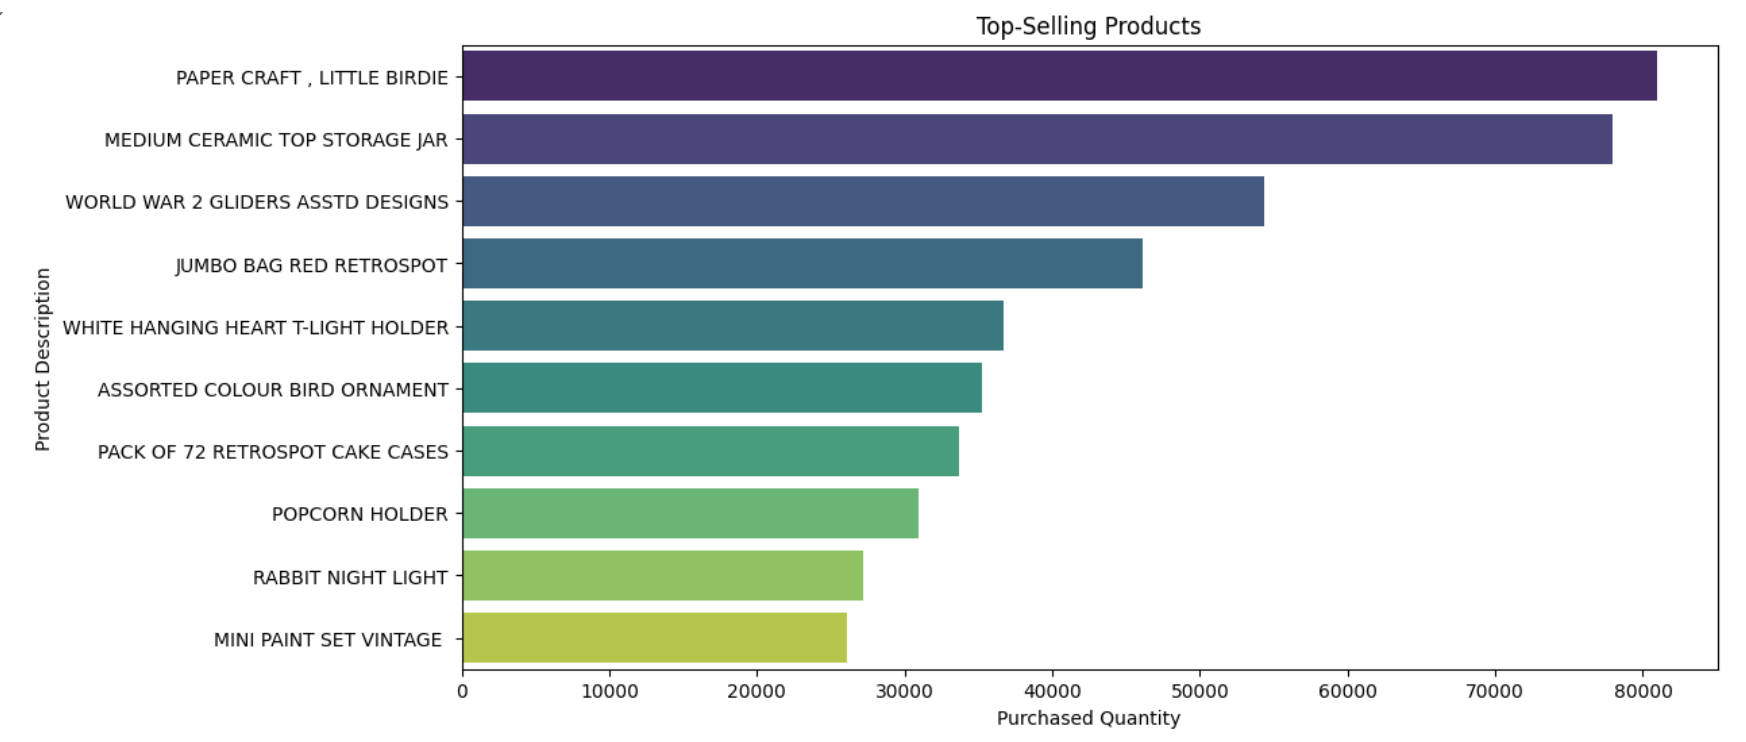 Top-Selling Products
Product Description
PAPER CRAFT , LITTLE BIRDIE
MEDIUM CERAMIC TOP STORAGE JAR
WORLD WAR 2 GLIDERS ASSTD DESIGNS
JUMBO BAG RED RETROSPOT
WHITE HANGING HEART T-LIGHT HOLDER
ASSORTED COLOUR BIRD ORNAMENT
PACK OF 72 RETROSPOT CAKE CASES
POPCORN HOLDER
RABBIT NIGHT LIGHT
MINI PAINT SET VINTAGE
0 10000 20000 30000 40000 50000 60000 70000 80000
Purchased Quantity